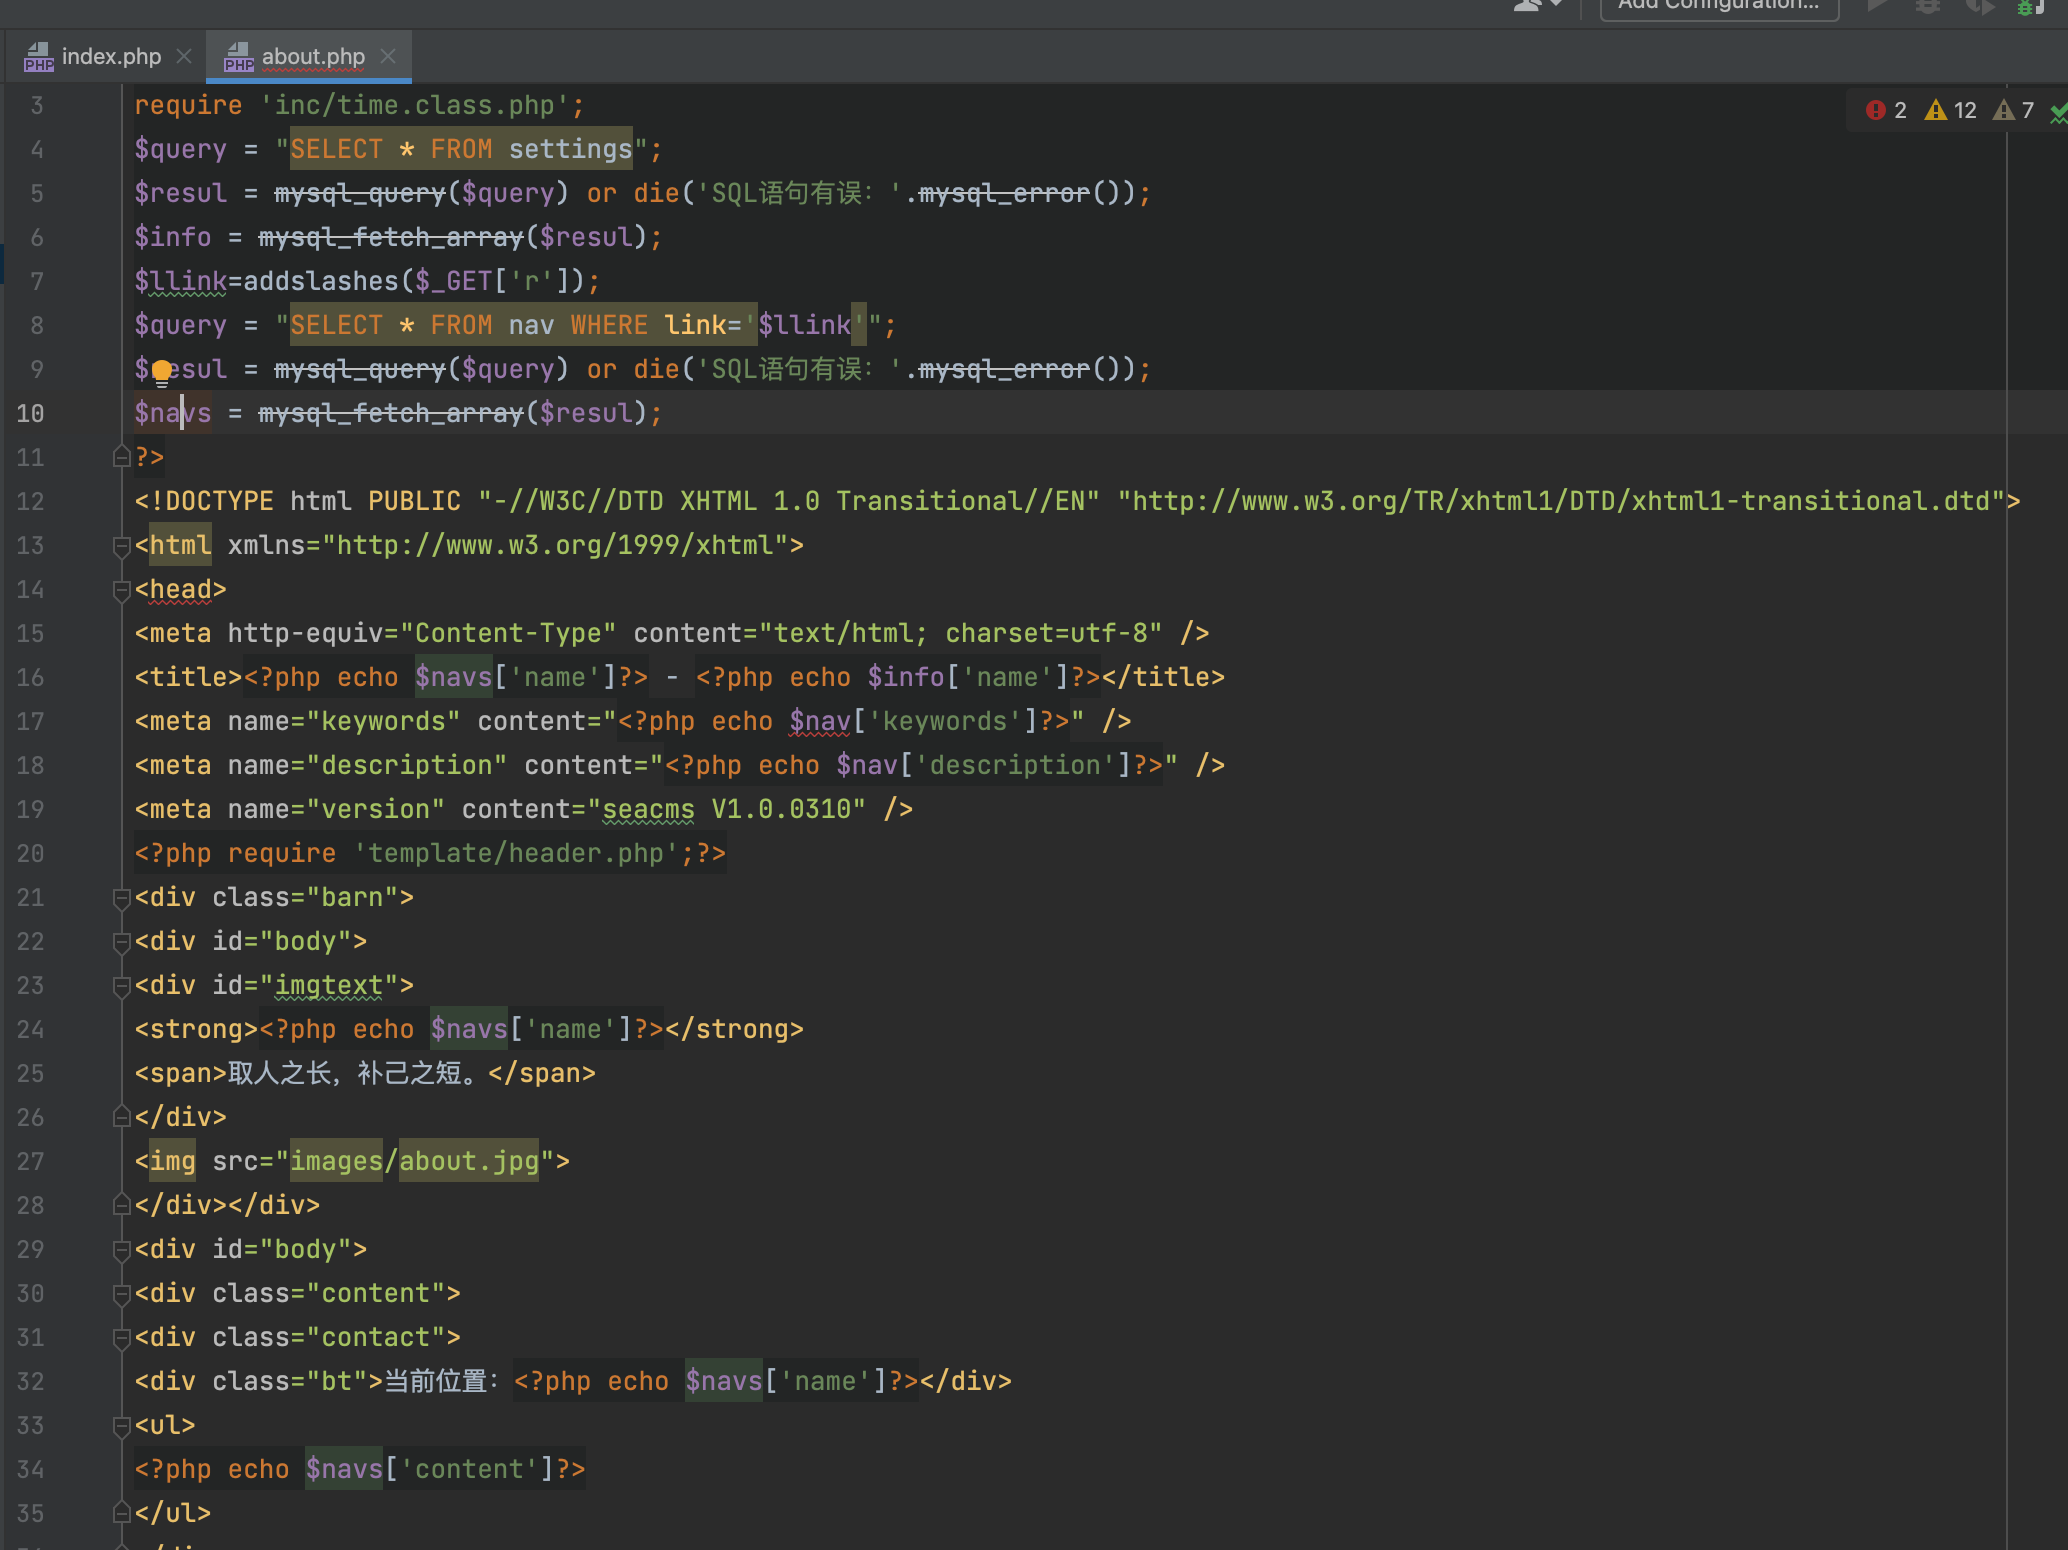 Add Configuration...
index.php
about.php
2 12 7
3 require 'inc/time.class.php';
4 $query = "SELECT * FROM settings";
5 $resul = mysql_query($query) or die('SQL语句有误：'.mysql_error());
6 $info = mysql_fetch_array($resul);
7 $llink=addslashes($_GET['r']);
8 $query = "SELECT * FROM nav WHERE link='$llink'";
9 $resul = mysql_query($query) or die('SQL语句有误：'.mysql_error());
10 $navs = mysql_fetch_array($resul);
11 ?>
12 <!DOCTYPE html PUBLIC "-//W3C//DTD XHTML 1.0 Transitional//EN" "http://www.w3.org/TR/xhtml1/DTD/xhtml1-transitional.dtd">
13 <html xmlns="http://www.w3.org/1999/xhtml">
14 <head>
15 <meta http-equiv="Content-Type" content="text/html; charset=utf-8" />
16 <title><?php echo $navs['name']?> - <?php echo $info['name']?></title>
17 <meta name="keywords" content="<?php echo $nav['keywords']?>" />
18 <meta name="description" content="<?php echo $nav['description']?>" />
19 <meta name="version" content="seacms V1.0.0310" />
20 <?php require 'template/header.php';?>
21 <div class="barn">
22 <div id="body">
23 <div id="imgtext">
24 <strong><?php echo $navs['name']?></strong>
25 <span>取人之长，补己之短。</span>
26 </div>
27 <img src="images/about.jpg">
28 </div></div>
29 <div id="body">
30 <div class="content">
31 <div class="contact">
32 <div class="bt">当前位置：<?php echo $navs['name']?></div>
33 <ul>
34 <?php echo $navs['content']?>
35 </ul>